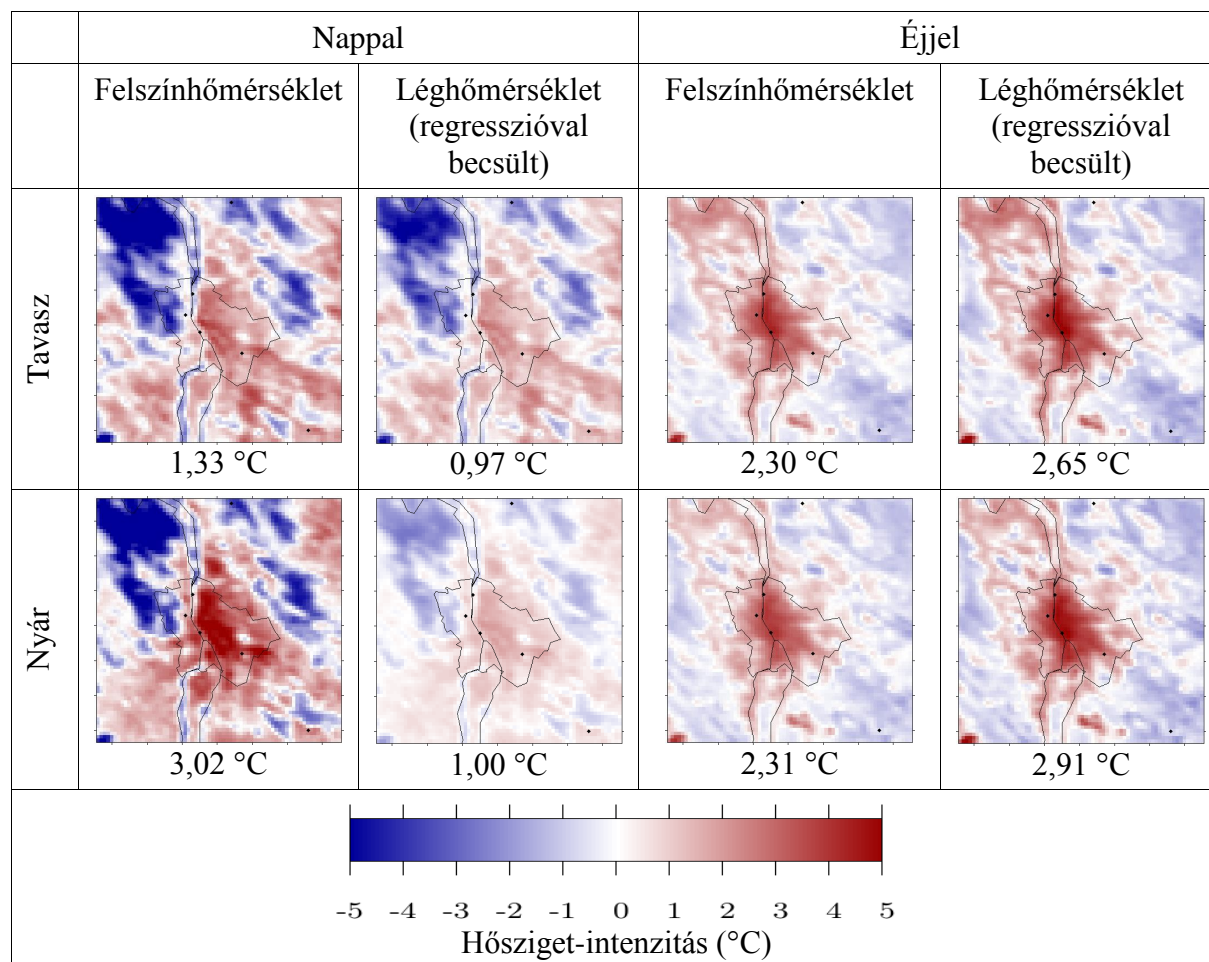 Nappal
Éjjel
Felszínhőmérséklet
Léghőmérséklet
(regresszióval
becsült)
Felszínhőmérséklet
Léghőmérséklet
(regresszióval
becsült)
Tavasz
1,33 °C
0,97 °C
2,30 °C
2,65 °C
Nyár
3,02 °C
1,00 °C
2,31 °C
2,91 °C
-5 -4 -3 -2 -1 0 1 2 3 4 5
Hősziget-intenzitás (°C)